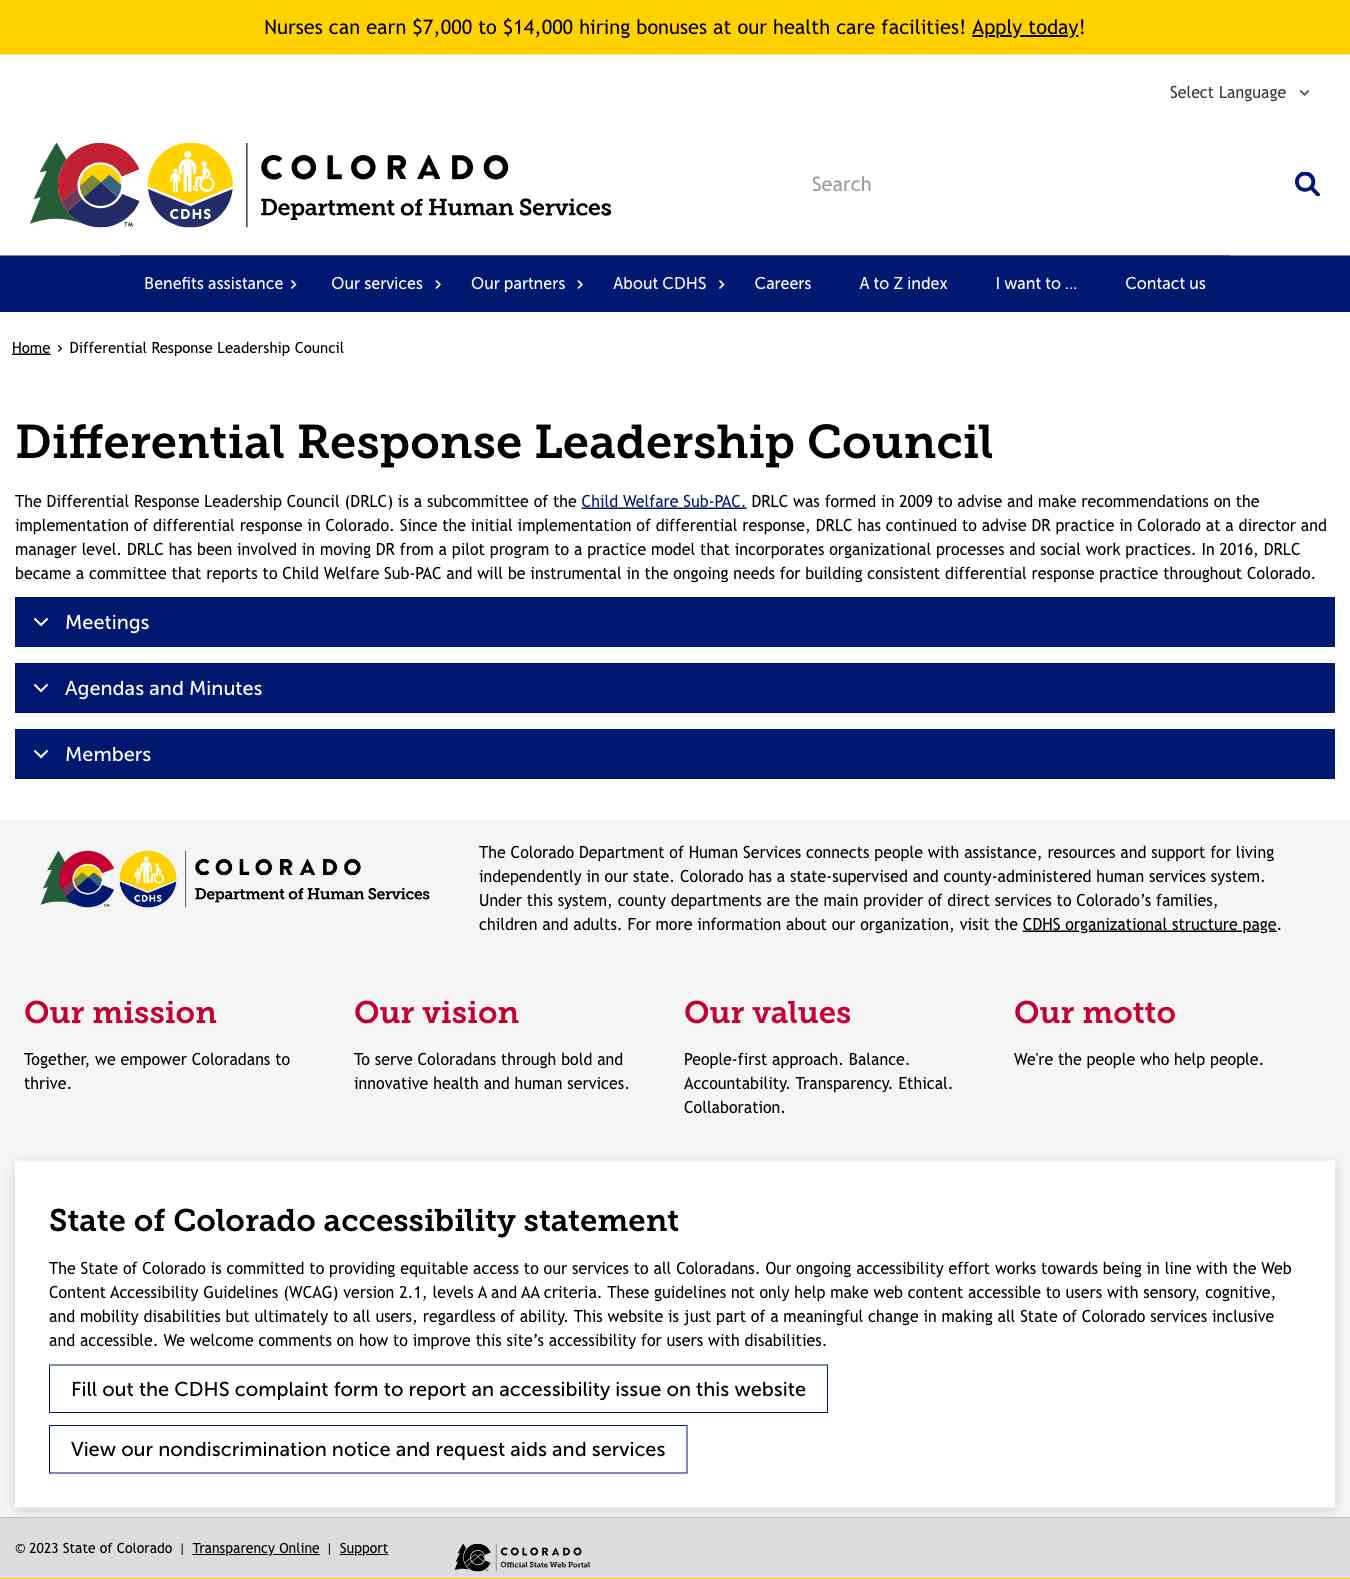 Nurses can earn $7,000 to $14,000 hiring bonuses at our health care facilities! Apply today!
Select Language
CDHS
TM
COLORADO
Department of Human Services
Search
Benefits assistance
Our services
Our partners
About CDHS
Careers
A to Z index
I want to ...
Contact us
Home › Differential Response Leadership Council
Differential Response Leadership Council
The Differential Response Leadership Council (DRLC) is a subcommittee of the Child Welfare Sub-PAC. DRLC was formed in 2009 to advise and make recommendations on the
implementation of differential response in Colorado. Since the initial implementation of differential response, DRLC has continued to advise DR practice in Colorado at a director and
manager level. DRLC has been involved in moving DR from a pilot program to a practice model that incorporates organizational processes and social work practices. In 2016, DRLC
became a committee that reports to Child Welfare Sub-PAC and will be instrumental in the ongoing needs for building consistent differential response practice throughout Colorado.
Meetings
Agendas and Minutes
Members
CDHS
TM
COLORADO
Department of Human Services
The Colorado Department of Human Services connects people with assistance, resources and support for living
independently in our state. Colorado has a state-supervised and county-administered human services system.
Under this system, county departments are the main provider of direct services to Colorado’s families,
children and adults. For more information about our organization, visit the CDHS organizational structure page.
Our mission
Together, we empower Coloradans to
thrive.
Our vision
To serve Coloradans through bold and
innovative health and human services.
Our values
People-first approach. Balance.
Accountability. Transparency. Ethical.
Collaboration.
Our motto
We're the people who help people.
State of Colorado accessibility statement
The State of Colorado is committed to providing equitable access to our services to all Coloradans. Our ongoing accessibility effort works towards being in line with the Web
Content Accessibility Guidelines (WCAG) version 2.1, levels A and AA criteria. These guidelines not only help make web content accessible to users with sensory, cognitive,
and mobility disabilities but ultimately to all users, regardless of ability. This website is just part of a meaningful change in making all State of Colorado services inclusive
and accessible. We welcome comments on how to improve this site’s accessibility for users with disabilities.
Fill out the CDHS complaint form to report an accessibility issue on this website
View our nondiscrimination notice and request aids and services
© 2023 State of Colorado | Transparency Online | Support
COLORADO
Official State Web Portal